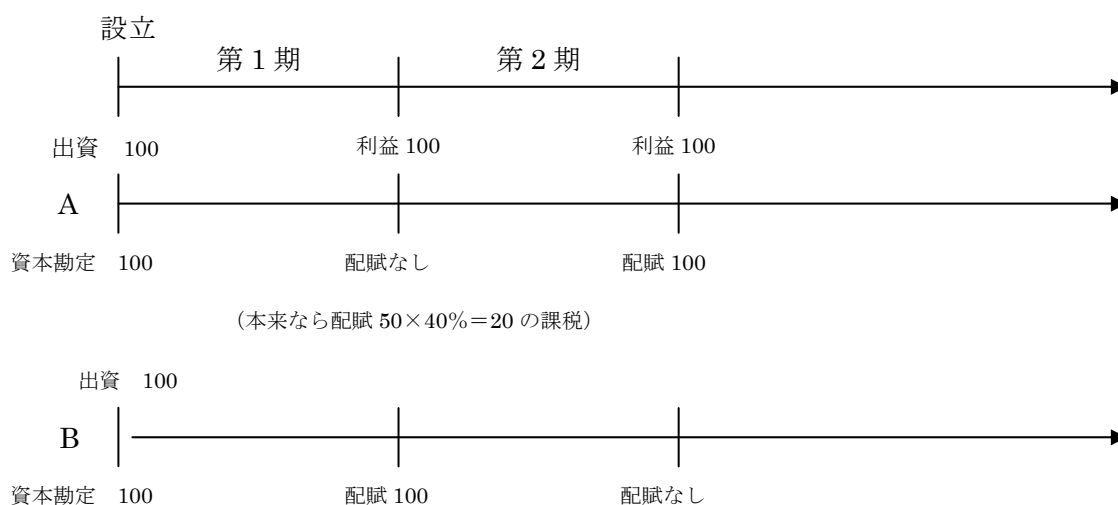 設立
第 1 期 第 2 期
出資 100 利益 100 利益 100
A
資本勘定 100 配賦なし 配賦 100
（本来なら配賦 50×40％＝20 の課税）
出資 100
B
資本勘定 100 配賦 100 配賦なし